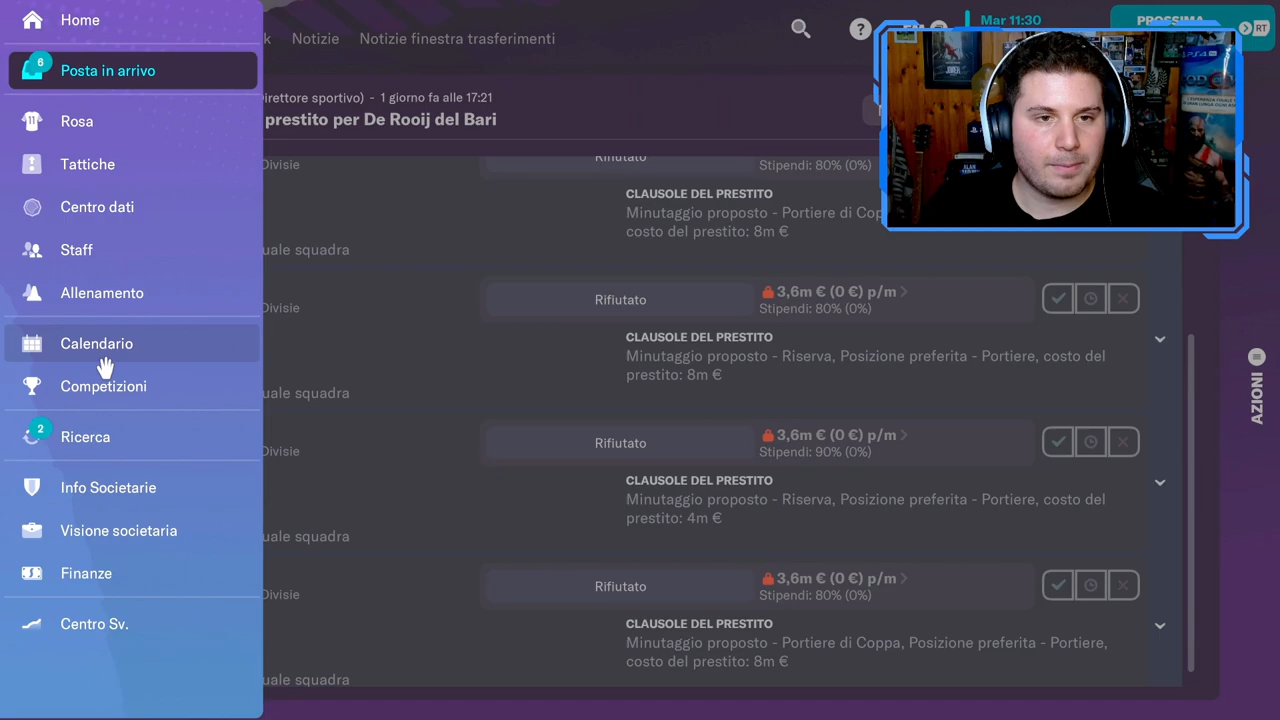 Home
6
Posta in arrivo
11
Rosa
Tattiche
Centro dati
Staff
Allenamento
Calendario
Competizioni
2
Ricerca
Info Societarie
Visione societaria
Finanze
Centro Sv.
k Notizie Notizie finestra trasferimenti
Mar 11:30
PROSSIMA
RT
Direttore sportivo) - 1 giorno fa alle 17:21
prestito per De Rooij del Bari
Divisie
Rifiutato
Stipendi: 80% (0%)
CLAUSOLE DEL PRESTITO
Minutaggio proposto - Portiere di Cop
costo del prestito: 8m €
uale squadra
Divisie
Rifiutato
3,6m € (0 €) p/m
Stipendi: 80% (0%)
CLAUSOLE DEL PRESTITO
Minutaggio proposto - Riserva, Posizione preferita - Portiere, costo del
prestito: 8m €
uale squadra
Divisie
Rifiutato
3,6m € (0 €) p/m
Stipendi: 90% (0%)
CLAUSOLE DEL PRESTITO
Minutaggio proposto - Riserva, Posizione preferita - Portiere, costo del
prestito: 4m €
uale squadra
Divisie
Rifiutato
3,6m € (0 €) p/m
Stipendi: 80% (0%)
CLAUSOLE DEL PRESTITO
Minutaggio proposto - Portiere di Coppa, Posizione preferita - Portiere,
costo del prestito: 8m €
uale squadra
AZIONI
JOKER
PS4